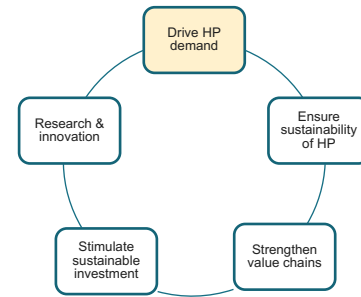 Drive HP
demand
Ensure
sustainability
of HP
Strengthen
value chains
Stimulate
sustainable
investment
Research &
innovation